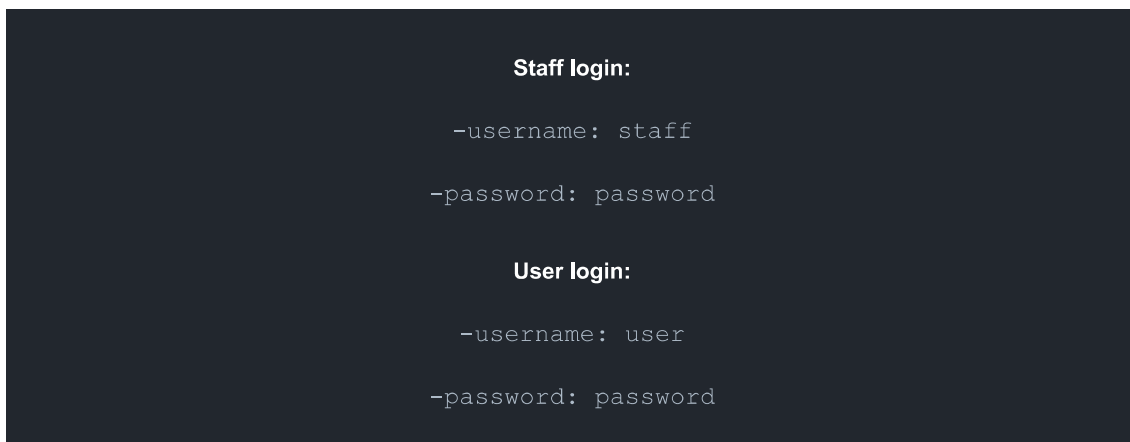 Staff login:
-username: staff
-password: password
User login:
-username: user
-password: password